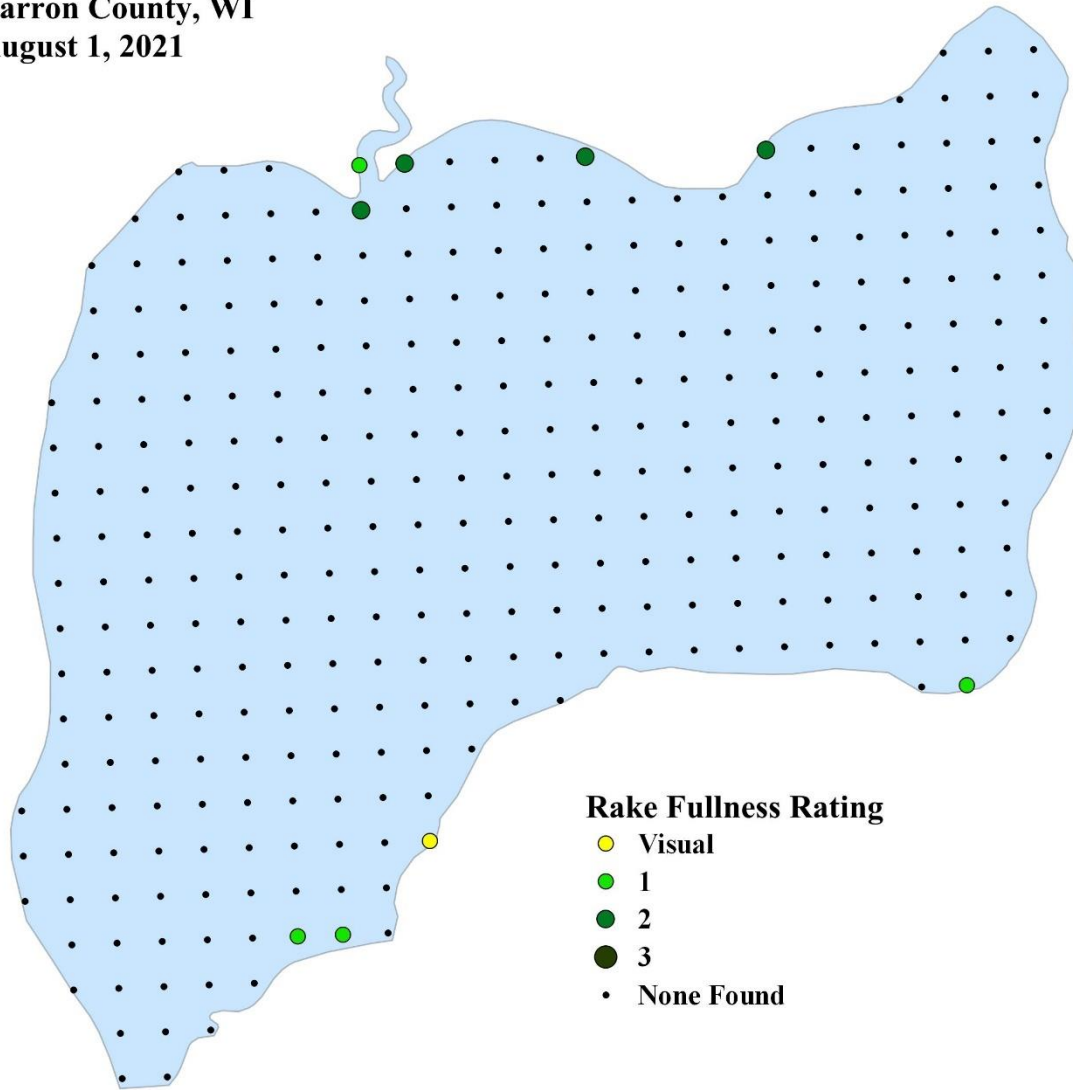 arron County, WI
ugust 1, 2021
Rake Fullness Rating
Visual
1
2
3
None Found